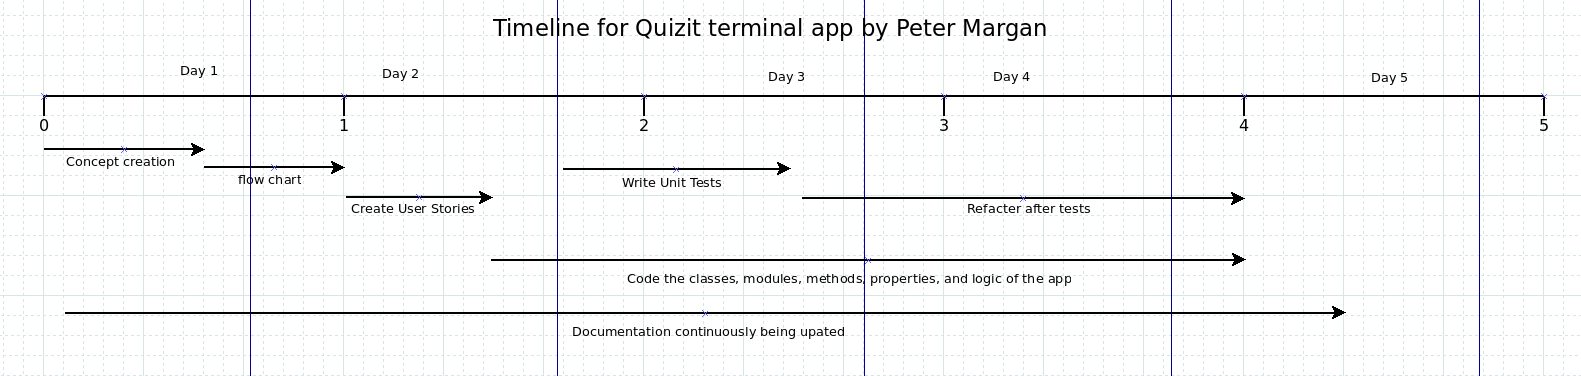 Timeline for Quizit terminal app by Peter Margan
Day 1
Day 2
Day 3
Day 4
Day 5
0
1
2
3
4
5
Concept creation
flow chart
Create User Stories
Write Unit Tests
Refacter after tests
Code the classes, modules, methods, properties, and logic of the app
Documentation continuously being upated